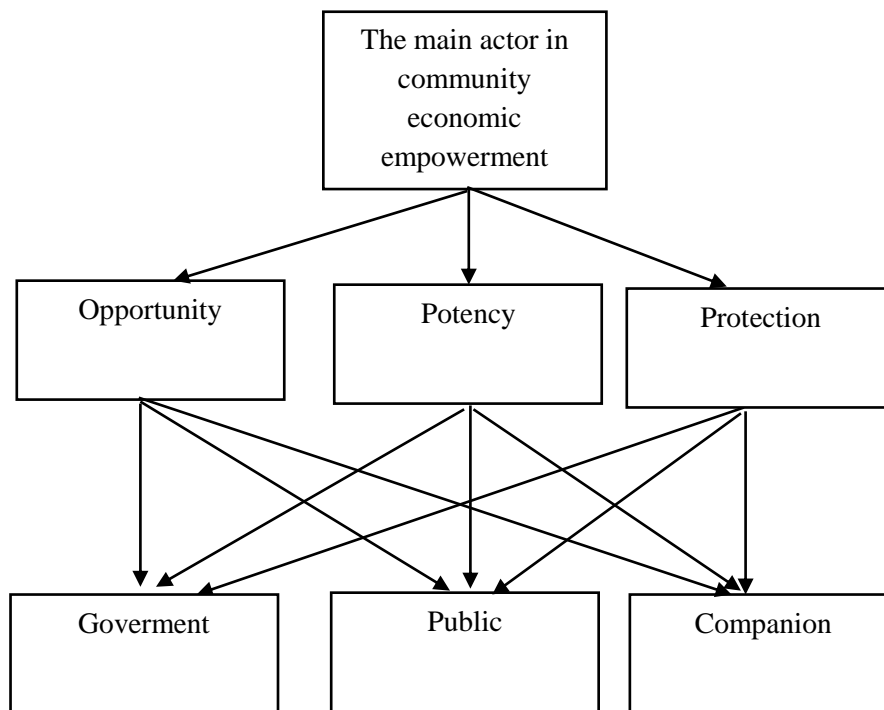 The main actor in
community
economic
empowerment
Opportunity
Potency
Protection
Goverment
Public
Companion